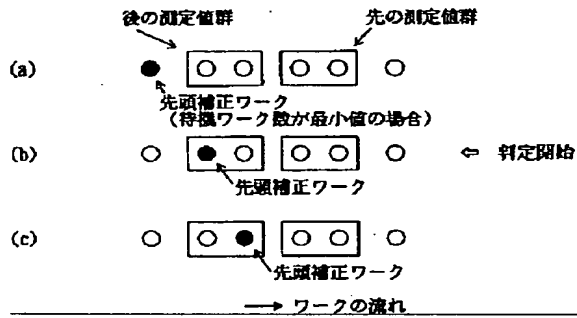 後の測定値群 先の測定値群
(a)
先頭補正ワーク
(待機ワーク数が最小値の場合)
(b) ⇦ 判定開始
先頭補正ワーク
(c)
先頭補正ワーク
→ ワークの流れ